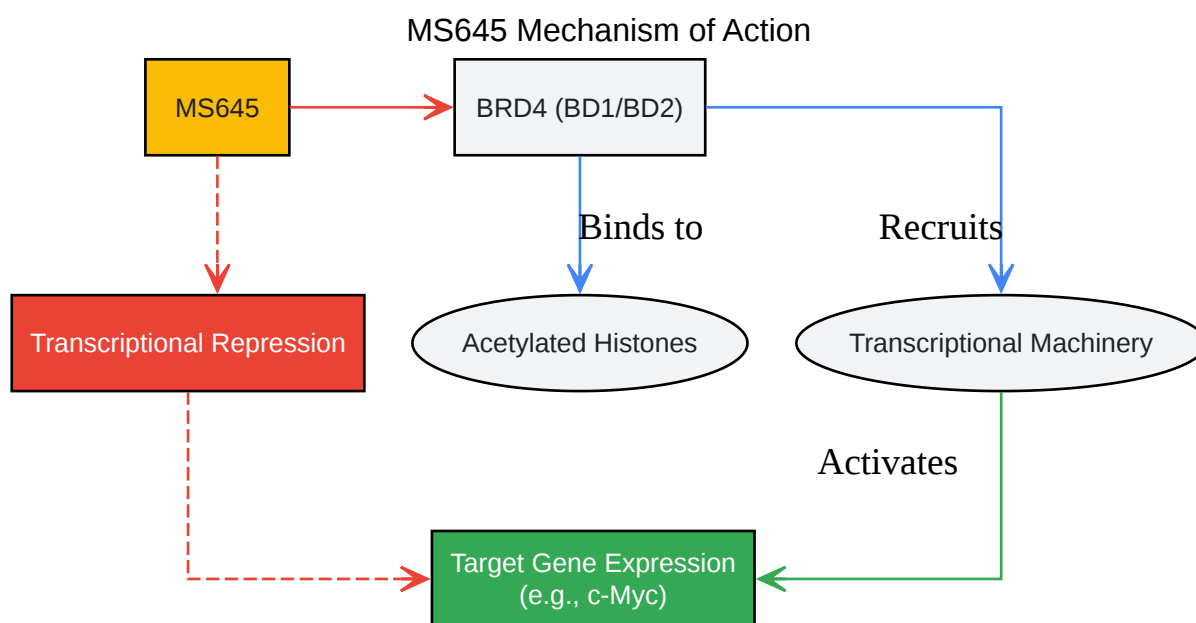 MS645 Mechanism of Action
MS645
BRD4 (BD1/BD2)
Binds to
Recruits
Transcriptional Repression
Acetylated Histones
Transcriptional Machinery
Activates
Target Gene Expression
(e.g., c-Myc)